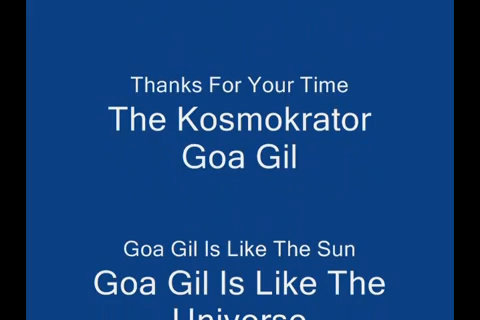 Thanks For Your Time
The Kosmokrator
Goa Gil
Goa Gil Is Like The Sun
Goa Gil Is Like The
Universe